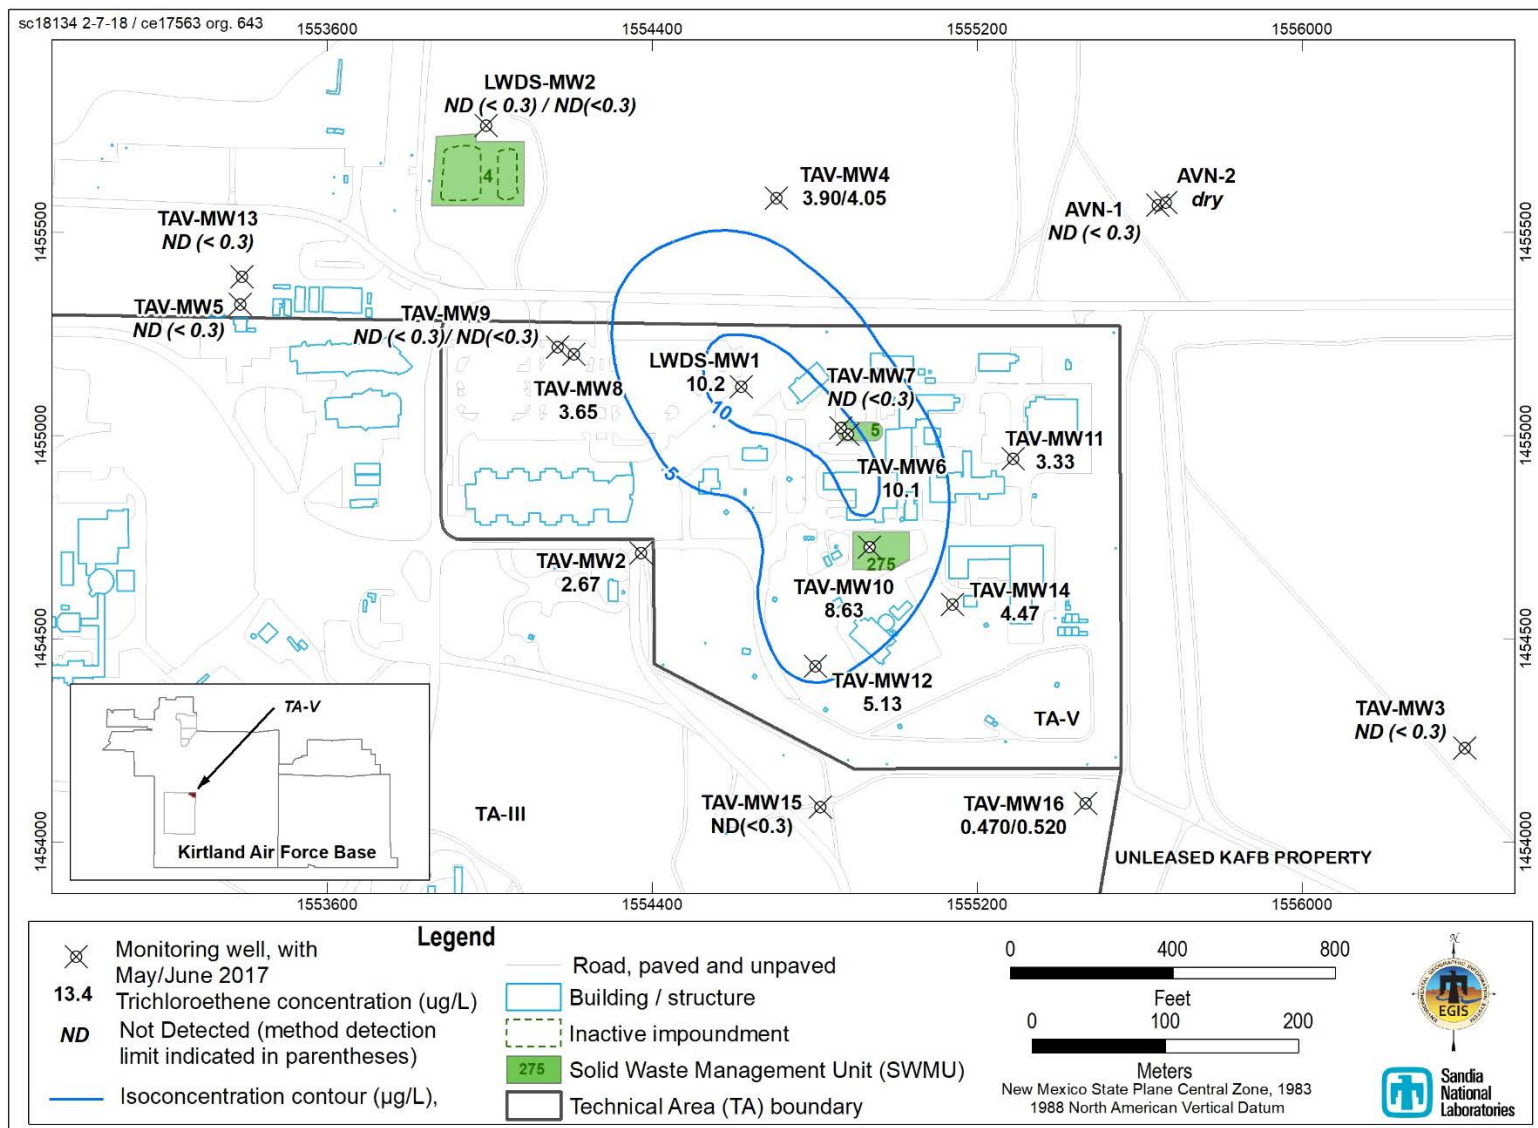 sc18134 2-7-18 / ce17563 org. 643
1553600
1554400
1555200
1556000
LWDS-MW2
ND (< 0.3) / ND(<0.3)
4
TAV-MW4
3.90/4.05
AVN-2
dry
AVN-1
ND (< 0.3)
1455500
1455500
TAV-MW13
ND (< 0.3)
TAV-MW5
ND (< 0.3)
TAV-MW9
ND (< 0.3)/ ND(<0.3)
TAV-MW8
3.65
LWDS-MW1
10.2
10
TAV-MW7
ND (<0.3)
5
TAV-MW6
10.1
TAV-MW11
3.33
1455000
1455000
5
TAV-MW2
2.67
275
TAV-MW10
8.63
TAV-MW14
4.47
1454500
1454500
TAV-MW12
5.13
TA-V
TAV-MW3
ND (< 0.3)
TA-V
Kirtland Air Force Base
TA-III
TAV-MW15
ND(<0.3)
TAV-MW16
0.470/0.520
UNLEASED KAFB PROPERTY
1454000
1454000
1553600
1554400
1555200
1556000
Legend
Monitoring well, with
May/June 2017
13.4 Trichloroethene concentration (ug/L)
ND Not Detected (method detection
limit indicated in parentheses)
Isoconcentration contour (µg/L),
Road, paved and unpaved
Building / structure
Inactive impoundment
275 Solid Waste Management Unit (SWMU)
Technical Area (TA) boundary
0 400 800
Feet
0 100 200
Meters
New Mexico State Plane Central Zone, 1983
1988 North American Vertical Datum
N
ENVIRONMENTAL GEOGRAPHIC INFORMATION SYSTEM
EGIS
Sandia
National
Laboratories